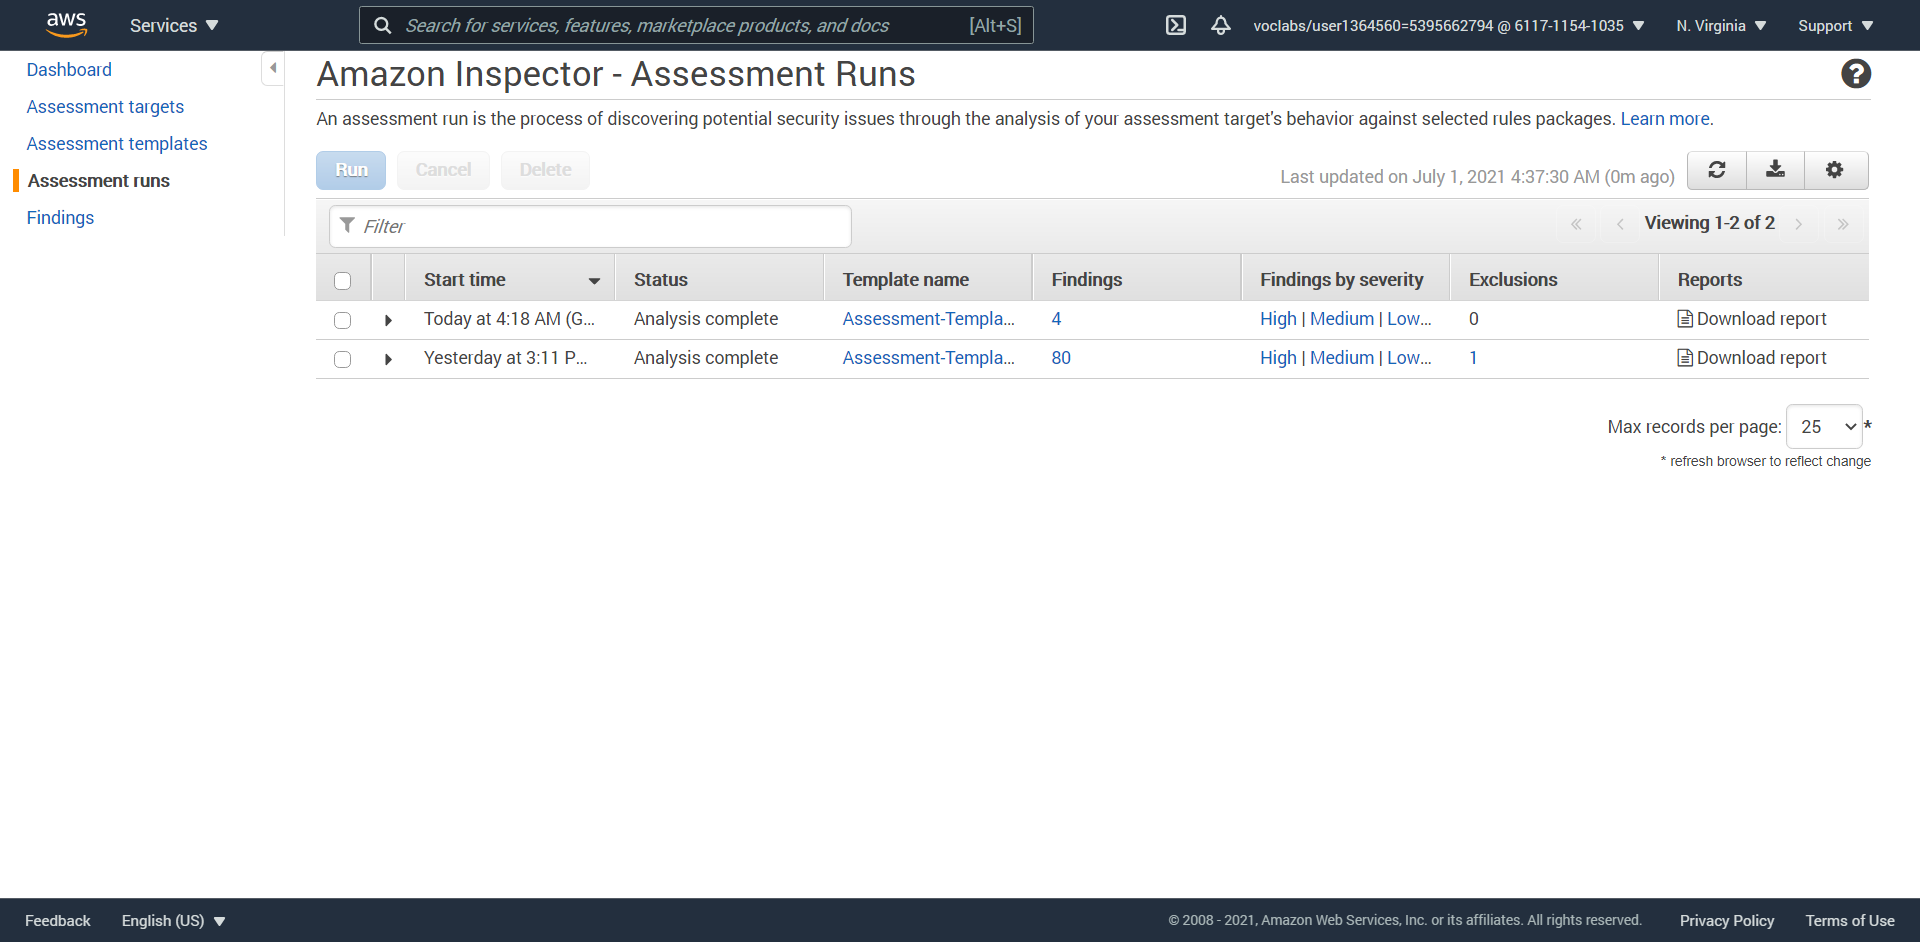 aws Services Search for services, features, marketplace products, and docs [Alt+S] voclabs/user1364560=5395662794 @ 6117-1154-1035 N. Virginia Support
Dashboard
Assessment targets
Assessment templates
Assessment runs
Findings
Amazon Inspector - Assessment Runs
An assessment run is the process of discovering potential security issues through the analysis of your assessment target's behavior against selected rules packages. Learn more.
Run Cancel Delete Last updated on July 1, 2021 4:37:30 AM (0m ago)
Filter Viewing 1-2 of 2
Start time Status Template name Findings Findings by severity Exclusions Reports
Today at 4:18 AM (G... Analysis complete Assessment-Templa... 4 High | Medium | Low... 0 Download report
Yesterday at 3:11 P... Analysis complete Assessment-Templa... 80 High | Medium | Low... 1 Download report
Max records per page: 25 *
* refresh browser to reflect change
Feedback English (US) © 2008 - 2021, Amazon Web Services, Inc. or its affiliates. All rights reserved. Privacy Policy Terms of Use